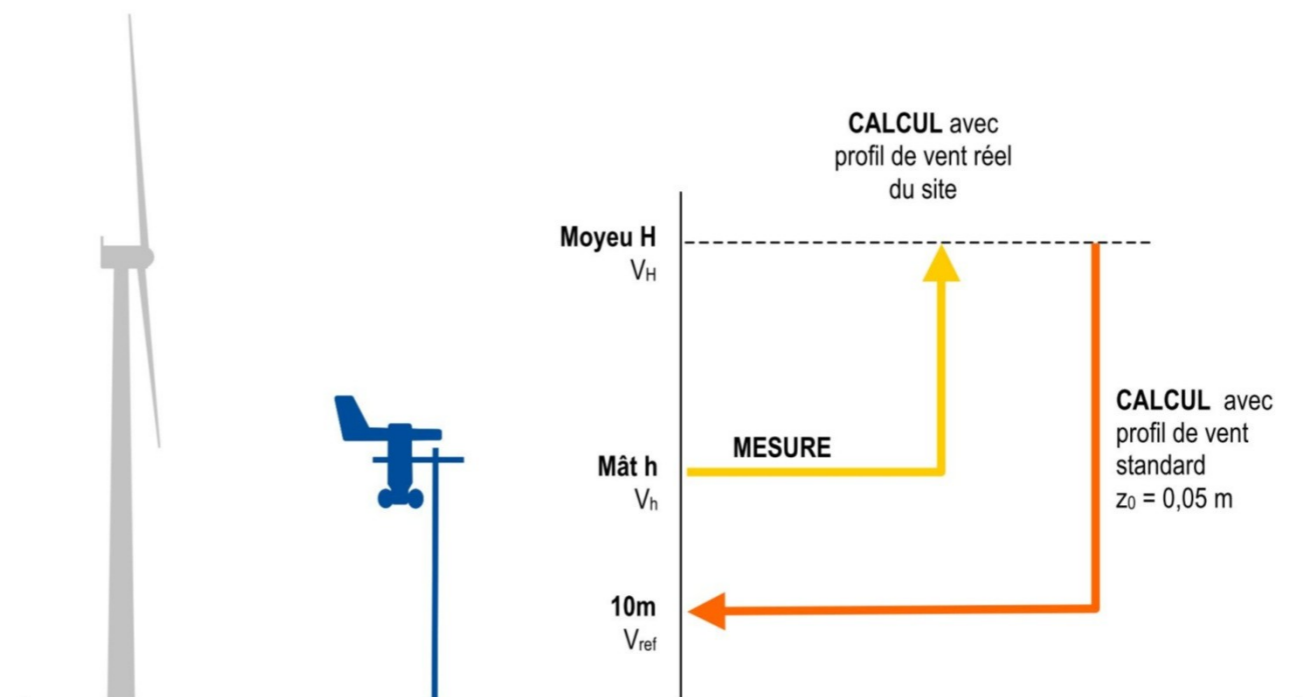 CALCUL avec
profil de vent réel
du site
Moyeu H
VH
CALCUL avec
profil de vent
standard
z0 = 0,05 m
MESURE
Mât h
Vh
10m
Vref